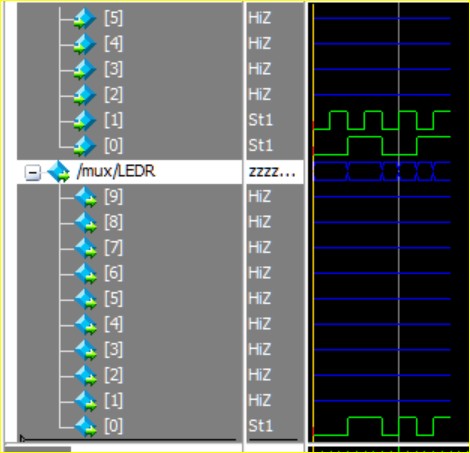 [5] HiZ
[4] HiZ
[3] HiZ
[2] HiZ
[1] St1
[0] St1
/mux/LEDR zzzz...
[9] HiZ
[8] HiZ
[7] HiZ
[6] HiZ
[5] HiZ
[4] HiZ
[3] HiZ
[2] HiZ
[1] HiZ
[0] St1